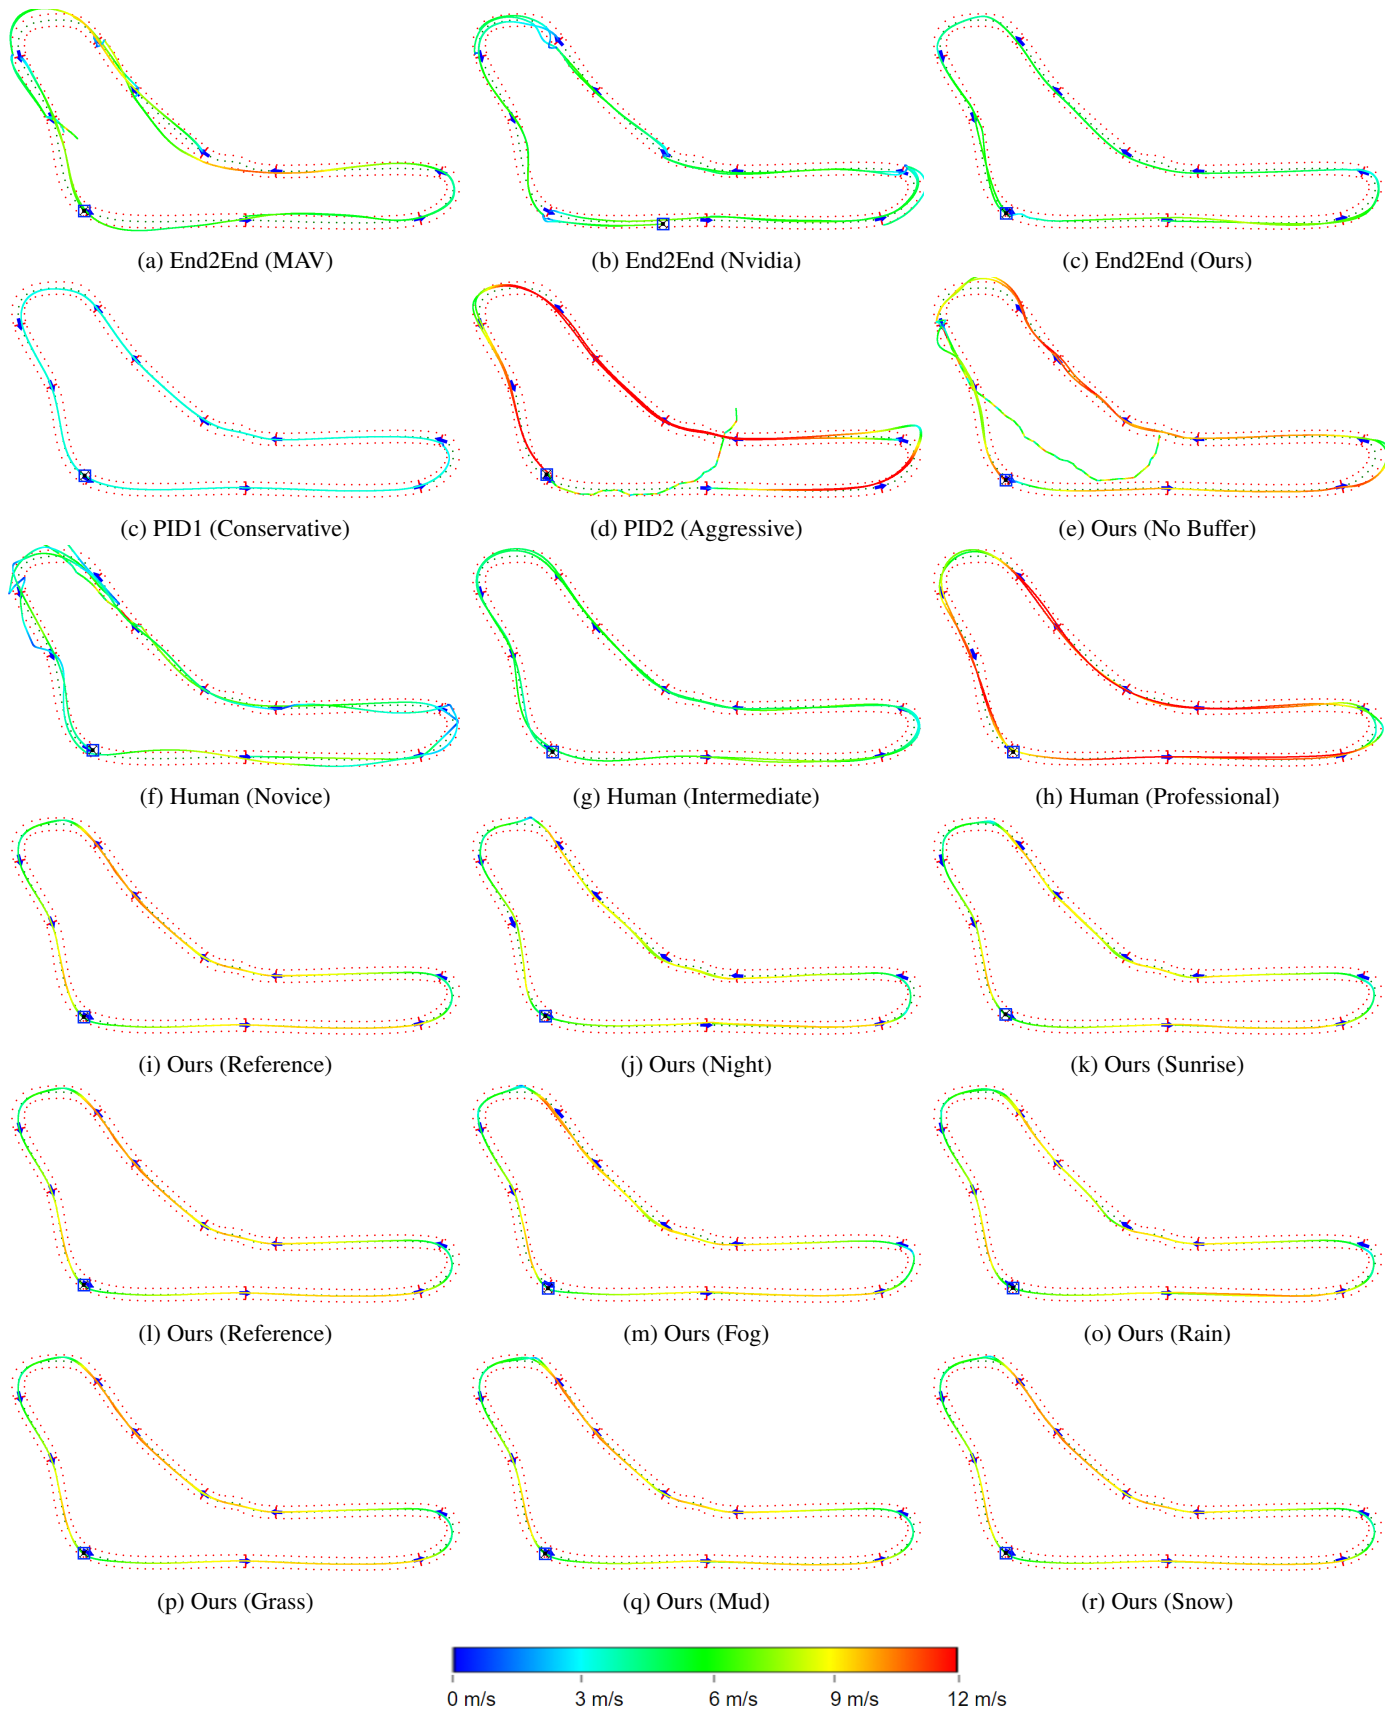 (a) End2End (MAV)
(b) End2End (Nvidia)
(c) End2End (Ours)
(c) PID1 (Conservative)
(d) PID2 (Aggressive)
(e) Ours (No Buffer)
(f) Human (Novice)
(g) Human (Intermediate)
(h) Human (Professional)
(i) Ours (Reference)
(j) Ours (Night)
(k) Ours (Sunrise)
(l) Ours (Reference)
(m) Ours (Fog)
(o) Ours (Rain)
(p) Ours (Grass)
(q) Ours (Mud)
(r) Ours (Snow)
0 m/s
3 m/s
6 m/s
9 m/s
12 m/s